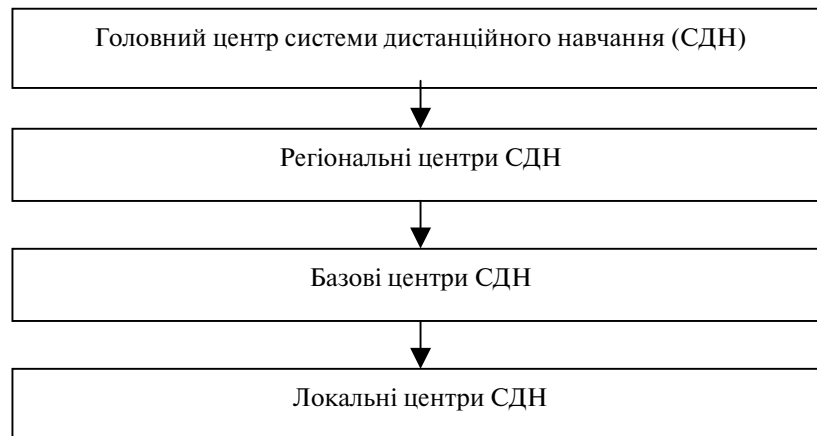 Головний центр системи дистанційного навчання (СДН)
Регіональні центри СДН
Базові центри СДН
Локальні центри СДН